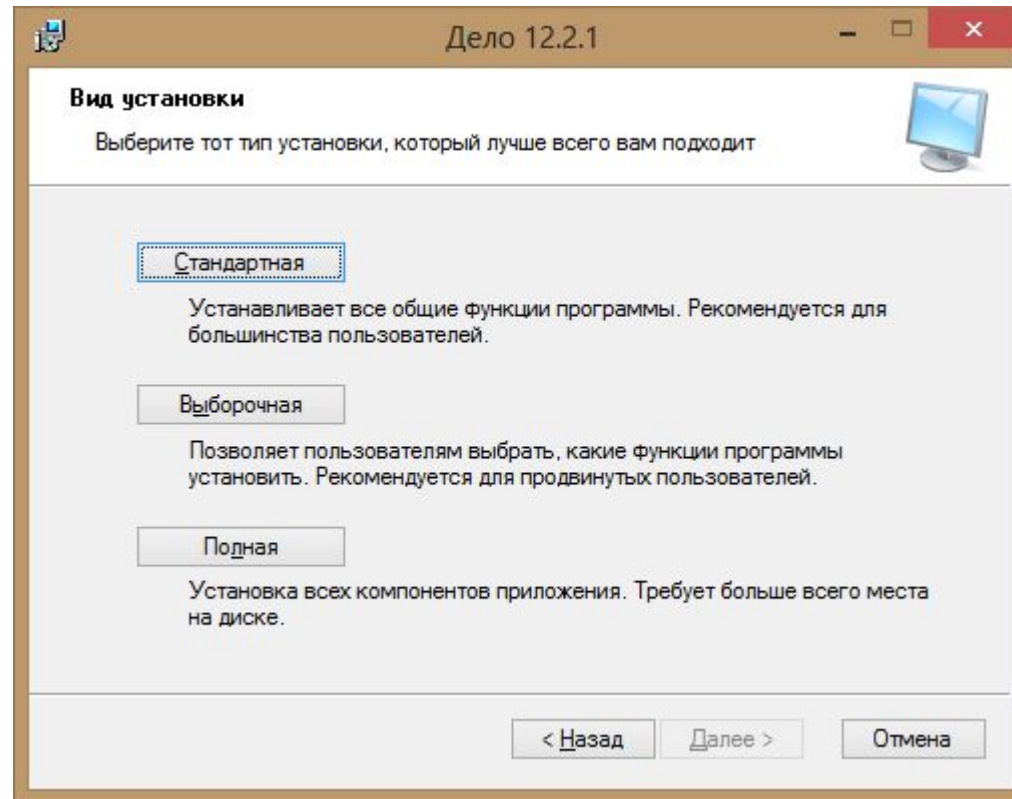 Дело 12.2.1
Вид установки
Выберите тот тип установки, который лучше всего вам подходит
Стандартная
Устанавливает все общие функции программы. Рекомендуется для
большинства пользователей.
Выборочная
Позволяет пользователям выбрать, какие функции программы
установить. Рекомендуется для продвинутых пользователей.
Полная
Установка всех компонентов приложения. Требует больше всего места
на диске.
< Назад
Далее >
Отмена